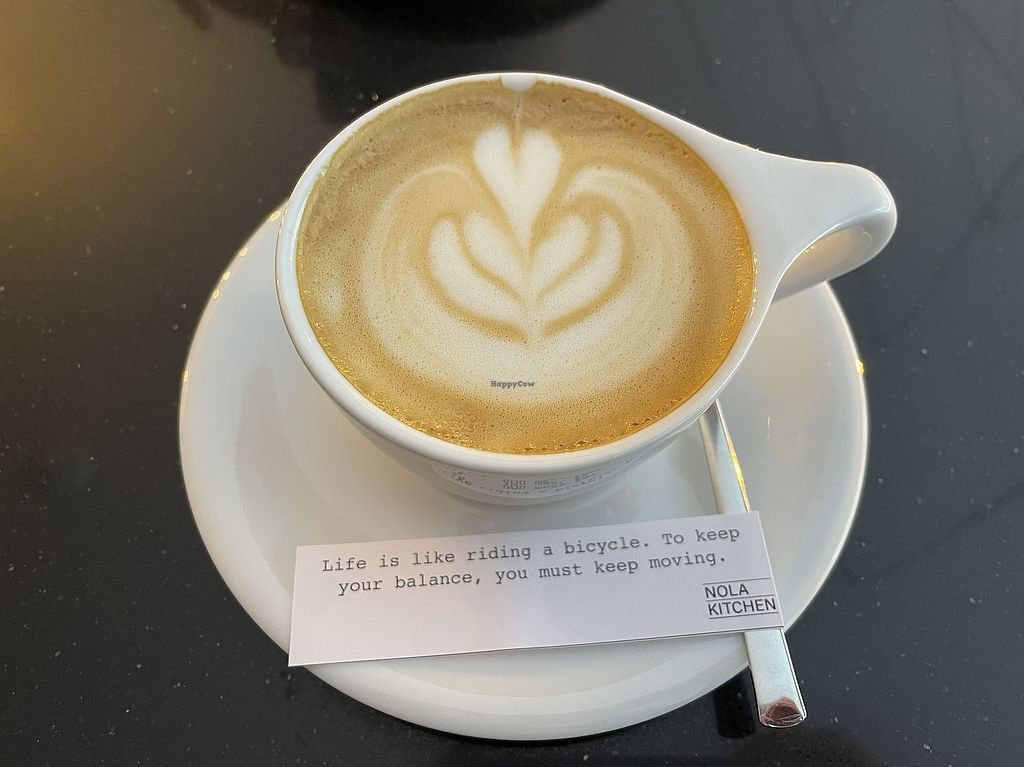 HappyCow
Life is like riding a bicycle. To keep
your balance, you must keep moving.
NOLA
KITCHEN